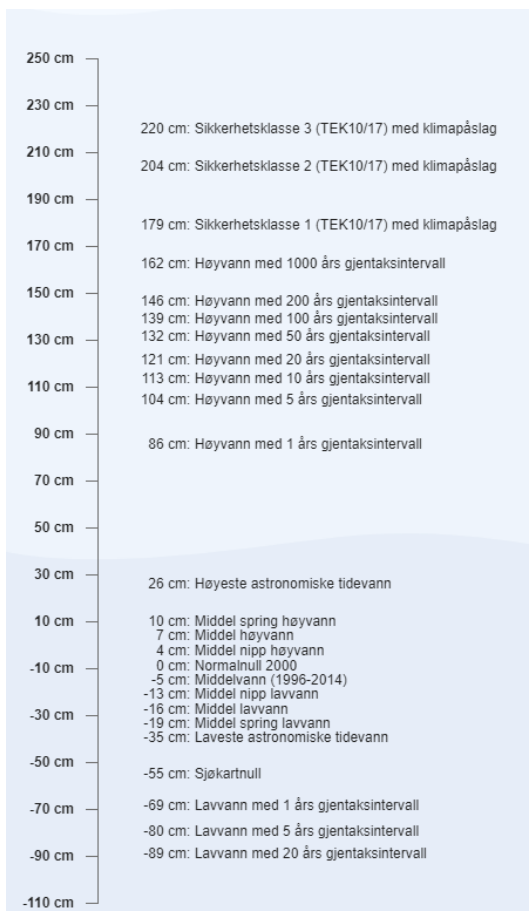 250 cm
230 cm
220 cm: Sikkerhetsklasse 3 (TEK10/17) med klimapåslag
210 cm
204 cm: Sikkerhetsklasse 2 (TEK10/17) med klimapåslag
190 cm
179 cm: Sikkerhetsklasse 1 (TEK10/17) med klimapåslag
170 cm
162 cm: Høyvann med 1000 års gjentaksintervall
150 cm
146 cm: Høyvann med 200 års gjentaksintervall
139 cm: Høyvann med 100 års gjentaksintervall
132 cm: Høyvann med 50 års gjentaksintervall
130 cm
121 cm: Høyvann med 20 års gjentaksintervall
113 cm: Høyvann med 10 års gjentaksintervall
110 cm
104 cm: Høyvann med 5 års gjentaksintervall
90 cm
86 cm: Høyvann med 1 års gjentaksintervall
70 cm
50 cm
30 cm
26 cm: Høyeste astronomiske tidevann
10 cm
10 cm: Middel spring høyvann
7 cm: Middel høyvann
4 cm: Middel nipp høyvann
0 cm: Normalnull 2000
-10 cm
-5 cm: Middelvann (1996-2014)
-13 cm: Middel nipp lavvann
-16 cm: Middel lavvann
-30 cm
-19 cm: Middel spring lavvann
-35 cm: Laveste astronomiske tidevann
-50 cm
-55 cm: Sjøkartnull
-70 cm
-69 cm: Lavvann med 1 års gjentaksintervall
-80 cm: Lavvann med 5 års gjentaksintervall
-90 cm
-89 cm: Lavvann med 20 års gjentaksintervall
-110 cm